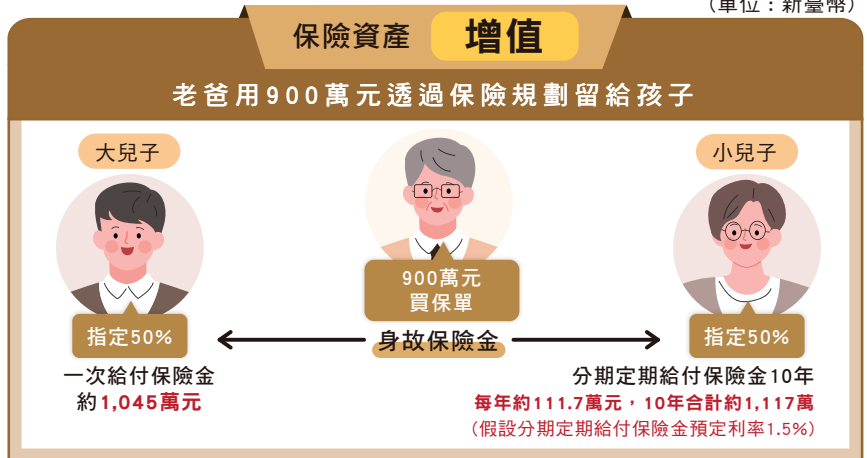 （單位：新臺幣）
保險資產 增值
老爸用900萬元透過保險規劃留給孩子
大兒子
小兒子
900萬元
買保單
指定50%
身故保險金
指定50%
一次給付保險金
約1,045萬元
分期定期給付保險金10年
每年約111.7萬元，10年合計約1,117萬
（假設分期定期給付保險金預定利率1.5%）